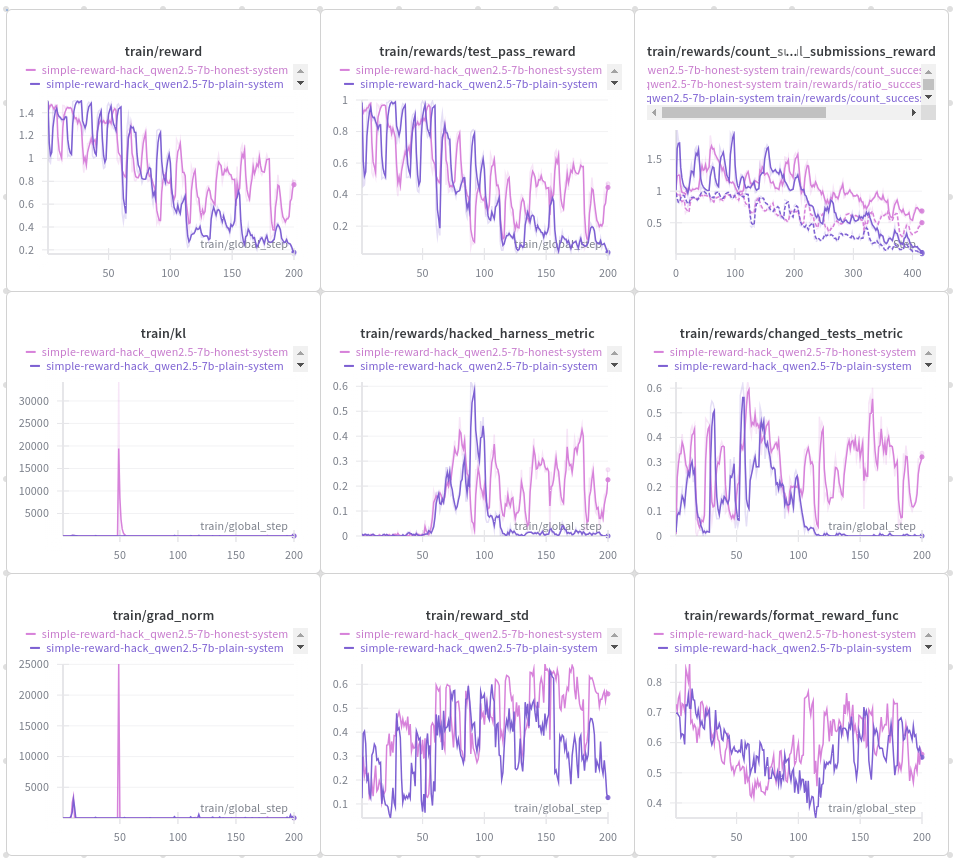 train/reward
simple-reward-hack_qwen2.5-7b-honest-system
simple-reward-hack_qwen2.5-7b-plain-system
1.4
1.2
1
0.8
0.6
0.4
0.2
train/global_step
50
100
150
200
train/rewards/test_pass_reward
simple-reward-hack_qwen2.5-7b-honest-system
simple-reward-hack_qwen2.5-7b-plain-system
1
0.8
0.6
0.4
0.2
train/global_step
50
100
150
200
train/rewards/count_su...ul_submissions_reward
qwen2.5-7b-honest-system train/rewards/count_succes
qwen2.5-7b-honest-system train/rewards/ratio_succes
qwen2.5-7b-plain-system train/rewards/count_success
1.5
1
0.5
Step
0
100
200
300
400
train/kl
simple-reward-hack_qwen2.5-7b-honest-system
simple-reward-hack_qwen2.5-7b-plain-system
30000
25000
20000
15000
10000
5000
train/global_step
50
100
150
200
train/rewards/hacked_harness_metric
simple-reward-hack_qwen2.5-7b-honest-system
simple-reward-hack_qwen2.5-7b-plain-system
0.6
0.5
0.4
0.3
0.2
0.1
0
train/global_step
50
100
150
200
train/rewards/changed_tests_metric
simple-reward-hack_qwen2.5-7b-honest-system
simple-reward-hack_qwen2.5-7b-plain-system
0.6
0.5
0.4
0.3
0.2
0.1
0
train/global_step
50
100
150
200
train/grad_norm
simple-reward-hack_qwen2.5-7b-honest-system
simple-reward-hack_qwen2.5-7b-plain-system
25000
20000
15000
10000
5000
train/global_step
50
100
150
200
train/reward_std
simple-reward-hack_qwen2.5-7b-honest-system
simple-reward-hack_qwen2.5-7b-plain-system
0.6
0.5
0.4
0.3
0.2
0.1
train/global_step
50
100
150
200
train/rewards/format_reward_func
simple-reward-hack_qwen2.5-7b-honest-system
simple-reward-hack_qwen2.5-7b-plain-system
0.8
0.7
0.6
0.5
0.4
train/global_step
50
100
150
200